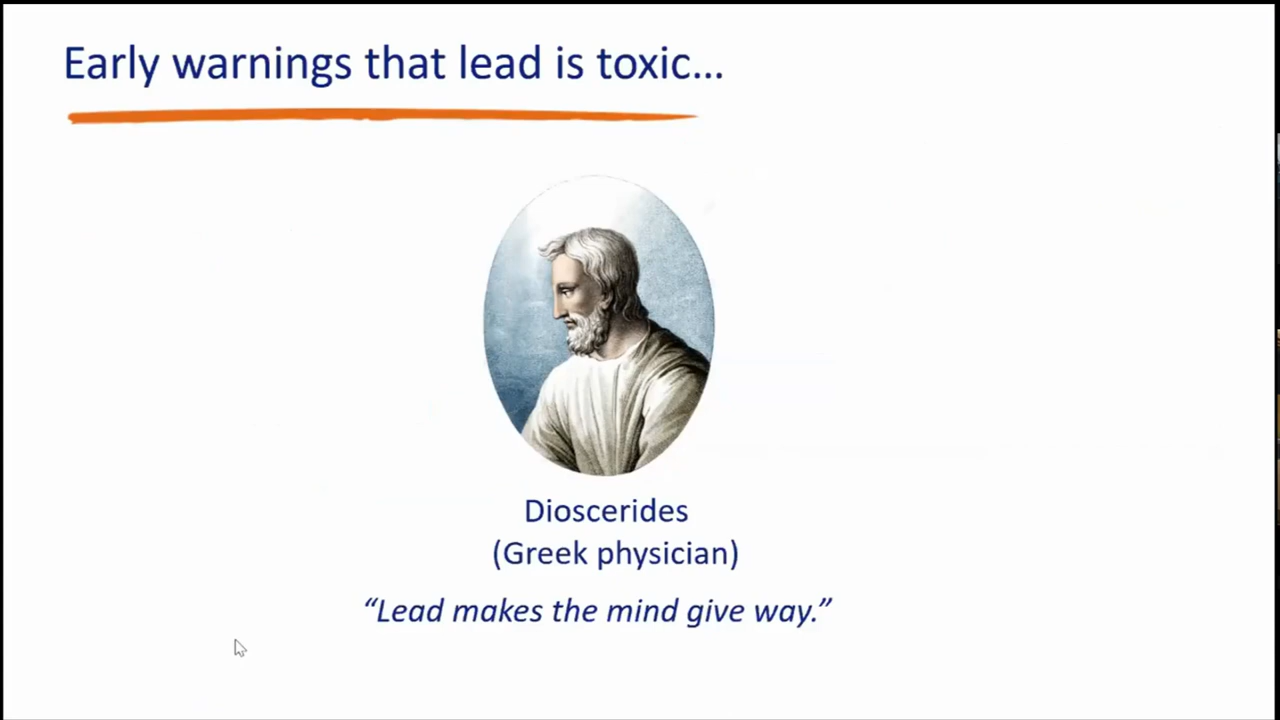 Early warnings that lead is toxic...
Dioscerides
(Greek physician)
“Lead makes the mind give way.”